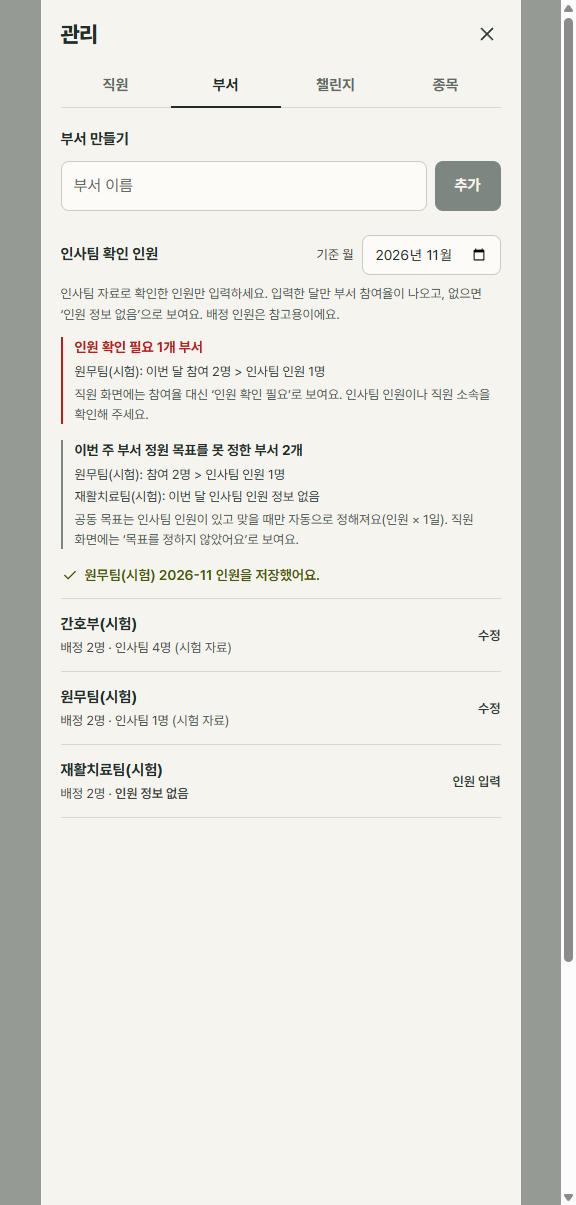 관리
직원 부서 챌린지 종목
부서 만들기
부서 이름 추가
인사팀 확인 인원 기준 월 2026년 11월
인사팀 자료로 확인한 인원만 입력하세요. 입력한 달만 부서 참여율이 나오고, 없으면
‘인원 정보 없음’으로 보여요. 배정 인원은 참고용이에요.
인원 확인 필요 1개 부서
원무팀(시험): 이번 달 참여 2명 > 인사팀 인원 1명
직원 화면에는 참여율 대신 ‘인원 확인 필요’로 보여요. 인사팀 인원이나 직원 소속을
확인해 주세요.
이번 주 부서 정원 목표를 못 정한 부서 2개
원무팀(시험): 참여 2명 > 인사팀 인원 1명
재활치료팀(시험): 이번 달 인사팀 인원 정보 없음
공동 목표는 인사팀 인원이 있고 맞을 때만 자동으로 정해져요(인원 × 1일). 직원
화면에는 ‘목표를 정하지 않았어요’로 보여요.
원무팀(시험) 2026-11 인원을 저장했어요.
간호부(시험)
배정 2명 · 인사팀 4명 (시험 자료) 수정
원무팀(시험)
배정 2명 · 인사팀 1명 (시험 자료) 수정
재활치료팀(시험)
배정 2명 · 인원 정보 없음 인원 입력